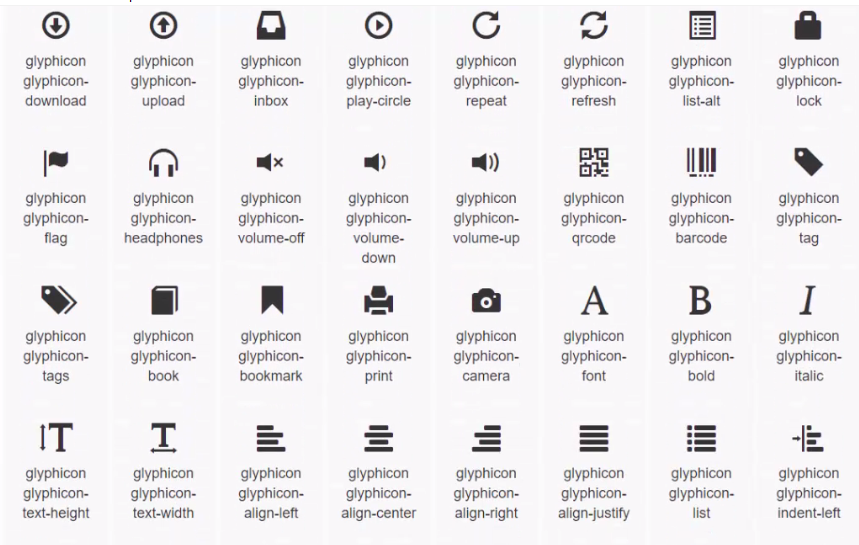 glyphicon glyphicon-download
glyphicon glyphicon-upload
glyphicon glyphicon-inbox
glyphicon glyphicon-play-circle
glyphicon glyphicon-repeat
glyphicon glyphicon-refresh
glyphicon glyphicon-list-alt
glyphicon glyphicon-lock
glyphicon glyphicon-flag
glyphicon glyphicon-headphones
glyphicon glyphicon-volume-off
glyphicon glyphicon-volume-down
glyphicon glyphicon-volume-up
glyphicon glyphicon-qrcode
glyphicon glyphicon-barcode
glyphicon glyphicon-tag
glyphicon glyphicon-tags
glyphicon glyphicon-book
glyphicon glyphicon-bookmark
glyphicon glyphicon-print
glyphicon glyphicon-camera
glyphicon glyphicon-font
glyphicon glyphicon-bold
glyphicon glyphicon-italic
glyphicon glyphicon-text-height
glyphicon glyphicon-text-width
glyphicon glyphicon-align-left
glyphicon glyphicon-align-center
glyphicon glyphicon-align-right
glyphicon glyphicon-align-justify
glyphicon glyphicon-list
glyphicon glyphicon-indent-left